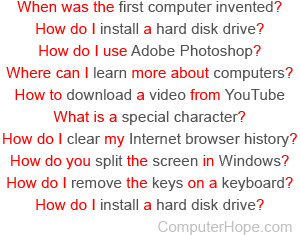 When was the first computer invented?
How do I install a hard disk drive?
How do I use Adobe Photoshop?
Where can I learn more about computers?
How to download a video from YouTube
What is a special character?
How do I clear my Internet browser history?
How do you split the screen in Windows?
How do I remove the keys on a keyboard?
How do I install a hard disk drive?
ComputerHope.com